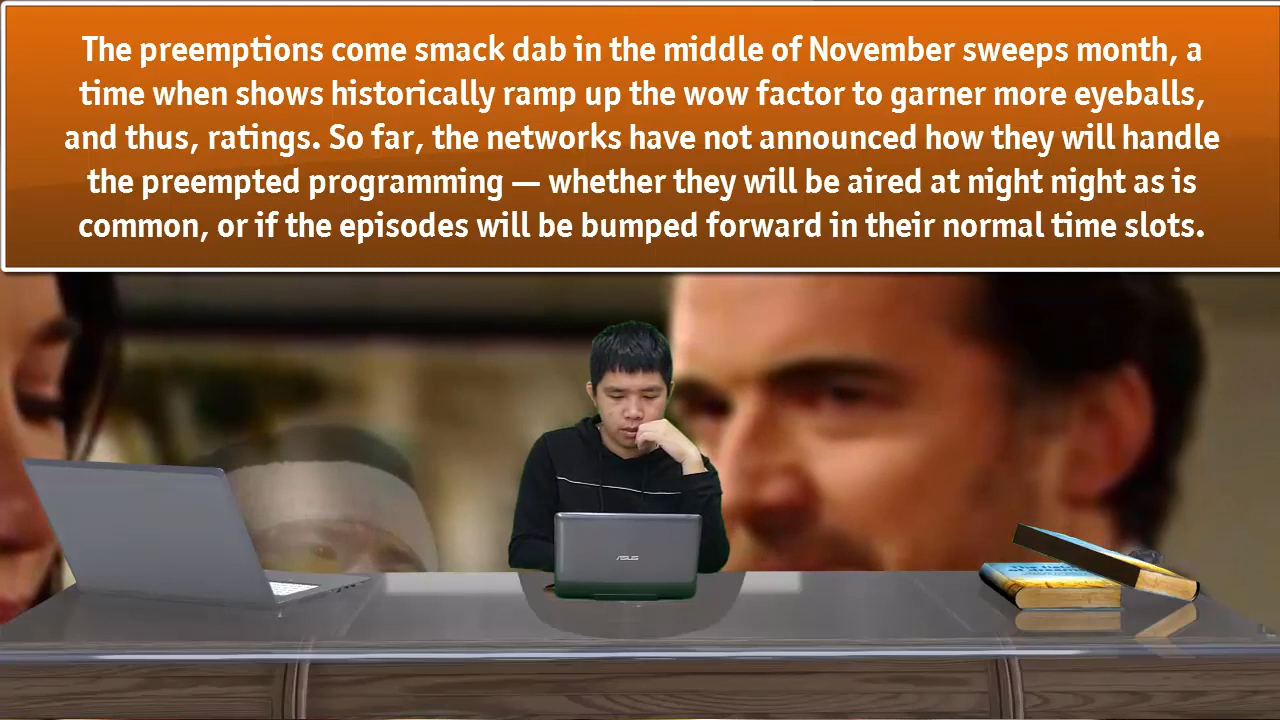 The preemptions come smack dab in the middle of November sweeps month, a
time when shows historically ramp up the wow factor to garner more eyeballs,
and thus, ratings. So far, the networks have not announced how they will handle
the preempted programming — whether they will be aired at night night as is
common, or if the episodes will be bumped forward in their normal time slots.
ASUS